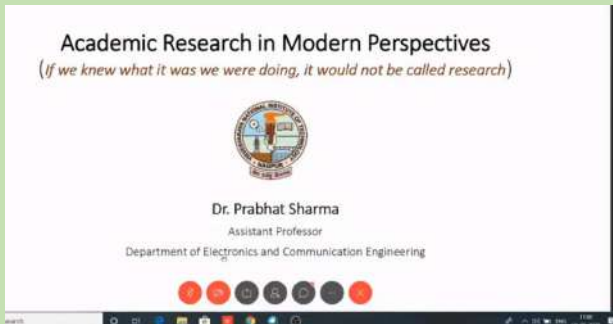 Academic Research in Modern Perspectives
(If we knew what it was we were doing, it would not be called research)
Dr. Prabhat Sharma
Assistant Professor
Department of Electronics and Communication Engineering